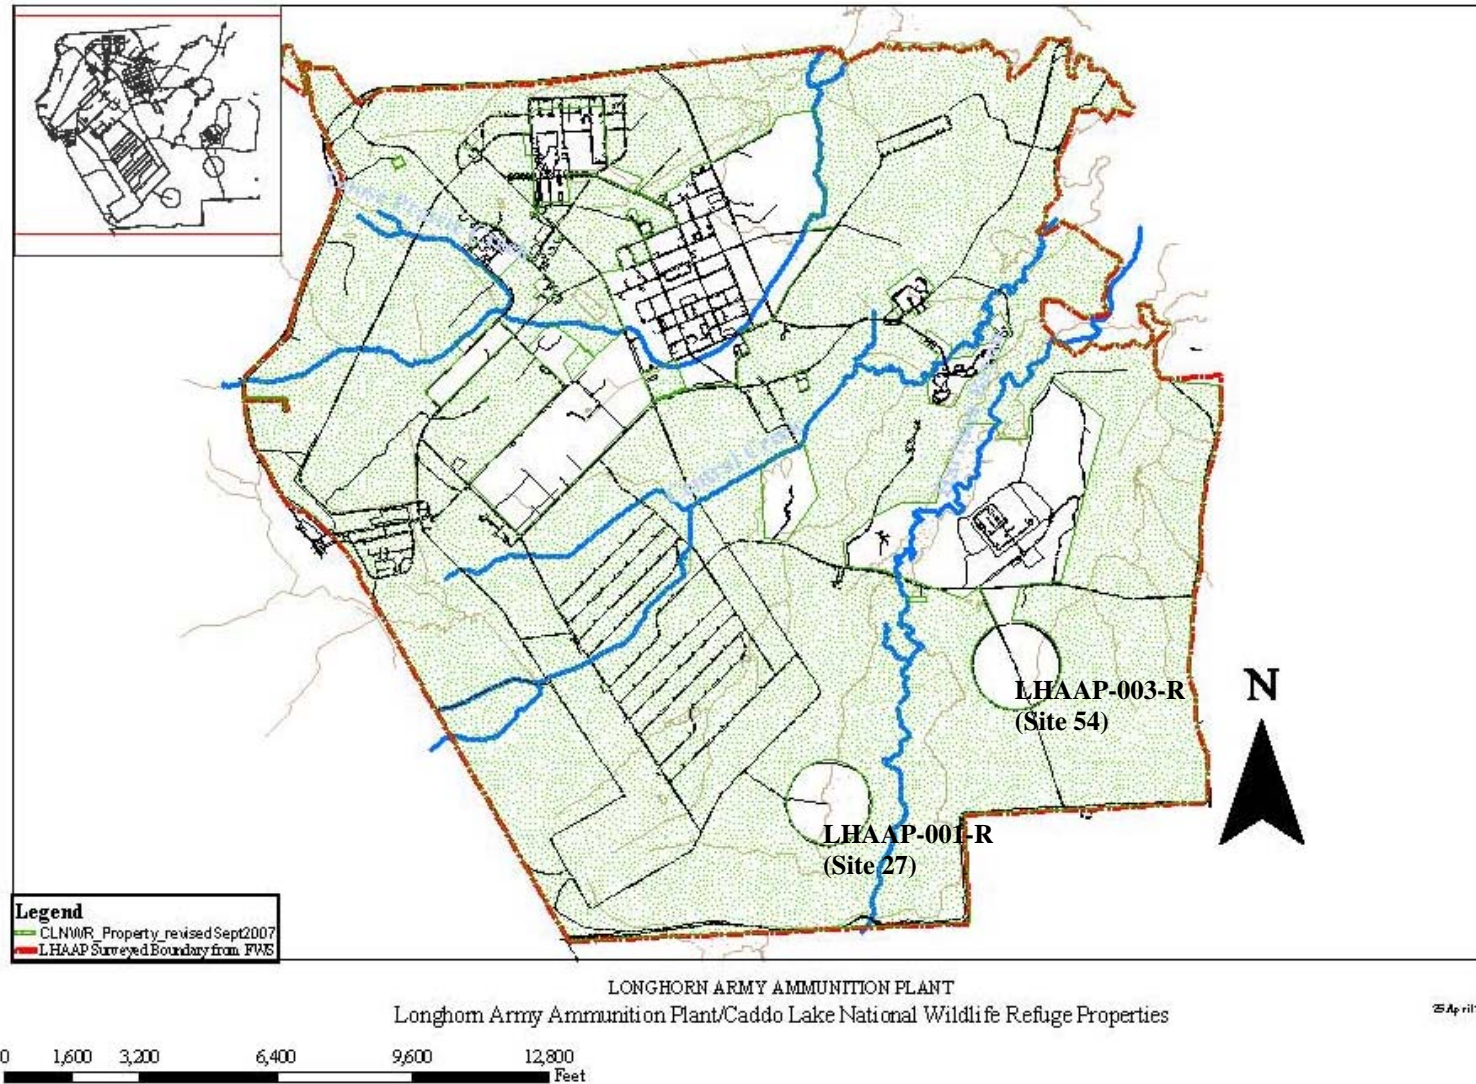 LHAAP-003-R
(Site 54)
N
LHAAP-001-R
(Site 27)
Legend
CLNWR_Property_revisedSept2007
LHAAP Surveyed Boundary from FWS
LONGHORN ARMY AMMUNITION PLANT
Longhorn Army Ammunition Plant/Caddo Lake National Wildlife Refuge Properties
25April
0 1,600 3,200 6,400 9,600 12,800
Feet